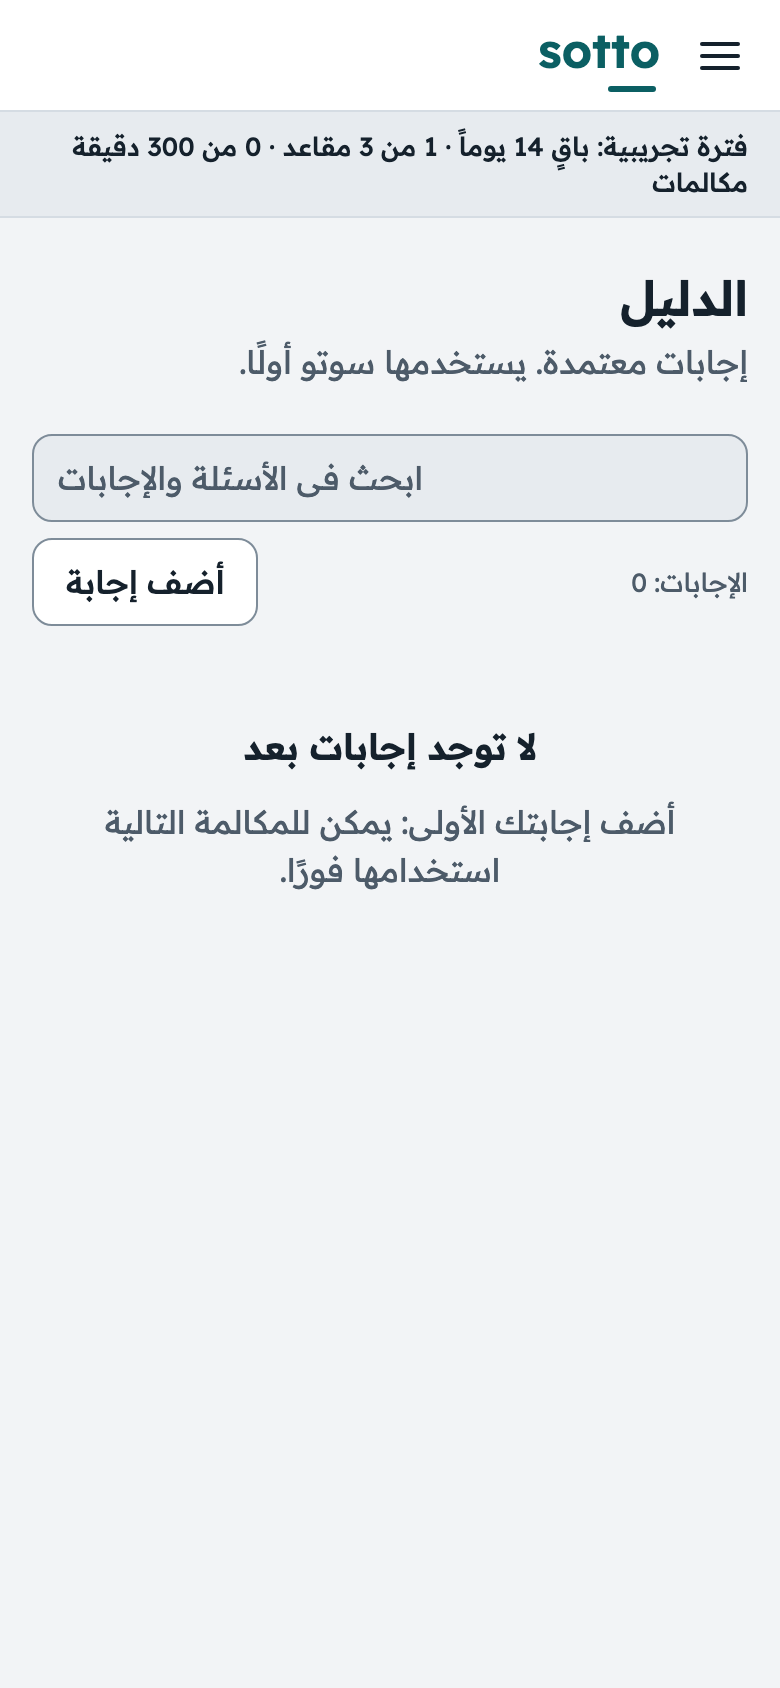 sotto
فترة تجريبية: باقٍ 14 يوماً · 1 من 3 مقاعد · 0 من 300 دقيقة
مكالمات
الدليل
إجابات معتمدة. يستخدمها سوتو أولًا.
ابحث في الأسئلة والإجابات
الإجابات: 0
أضف إجابة
لا توجد إجابات بعد
أضف إجابتك الأولى: يمكن للمكالمة التالية
استخدامها فورًا.